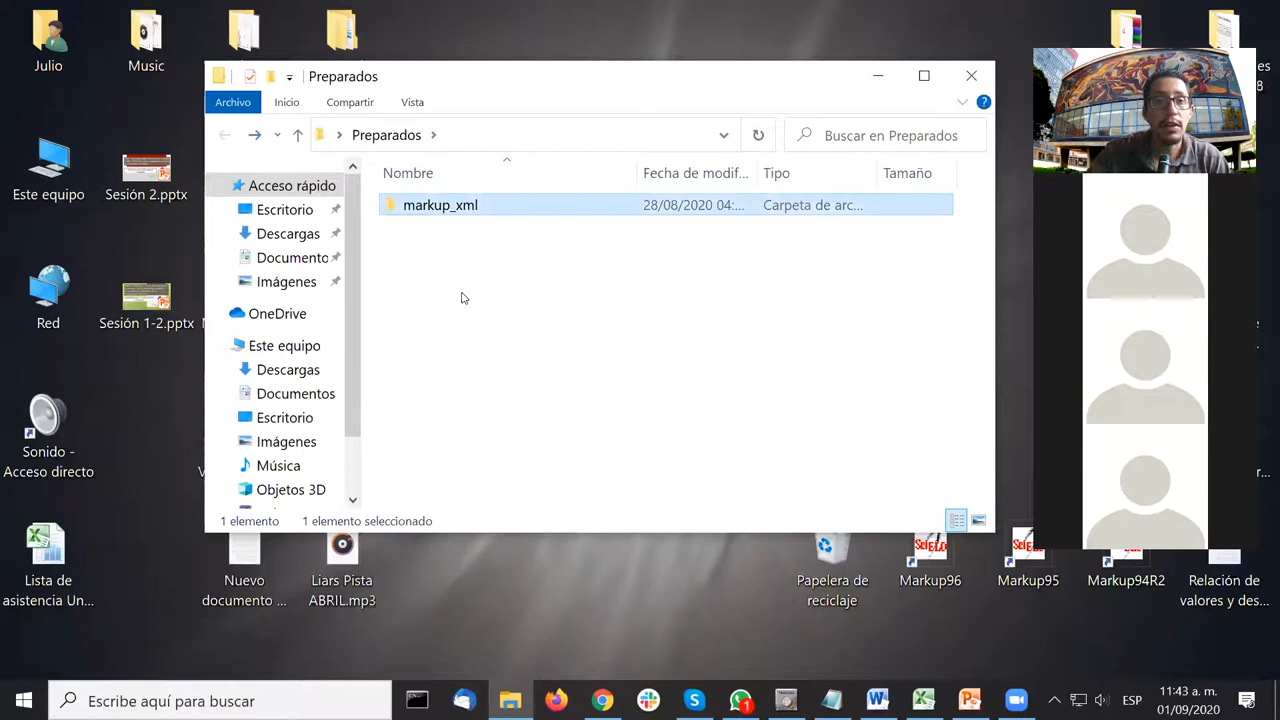 Julio
Music
Este equipo
Sesión 2.pptx
Red
Sesión 1-2.pptx
Sonido -
Acceso directo
Lista de
asistencia Un...
Nuevo
documento ...
Liars Pista
ABRIL.mp3
Preparados
Archivo
Inicio
Compartir
Vista
Preparados
Buscar en Preparados
Nombre
Fecha de modif...
Tipo
Tamaño
markup_xml
28/08/2020 04:...
Carpeta de arc...
Acceso rápido
Escritorio
Descargas
Documento
Imágenes
OneDrive
Este equipo
Descargas
Documentos
Escritorio
Imágenes
Música
Objetos 3D
1 elemento
1 elemento seleccionado
Papelera de
reciclaje
SciELO
Markup96
SciELO
Markup95
Markup94R2
Relación de
valores y des...
Escribe aquí para buscar
ESP
11:43 a. m.
01/09/2020